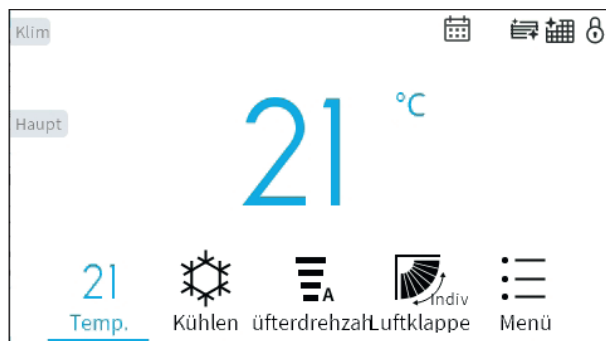 Klim
Haupt
21 °C
21
A
Indiv
Temp. Kühlen üfterdrehzah Luftklappe Menü